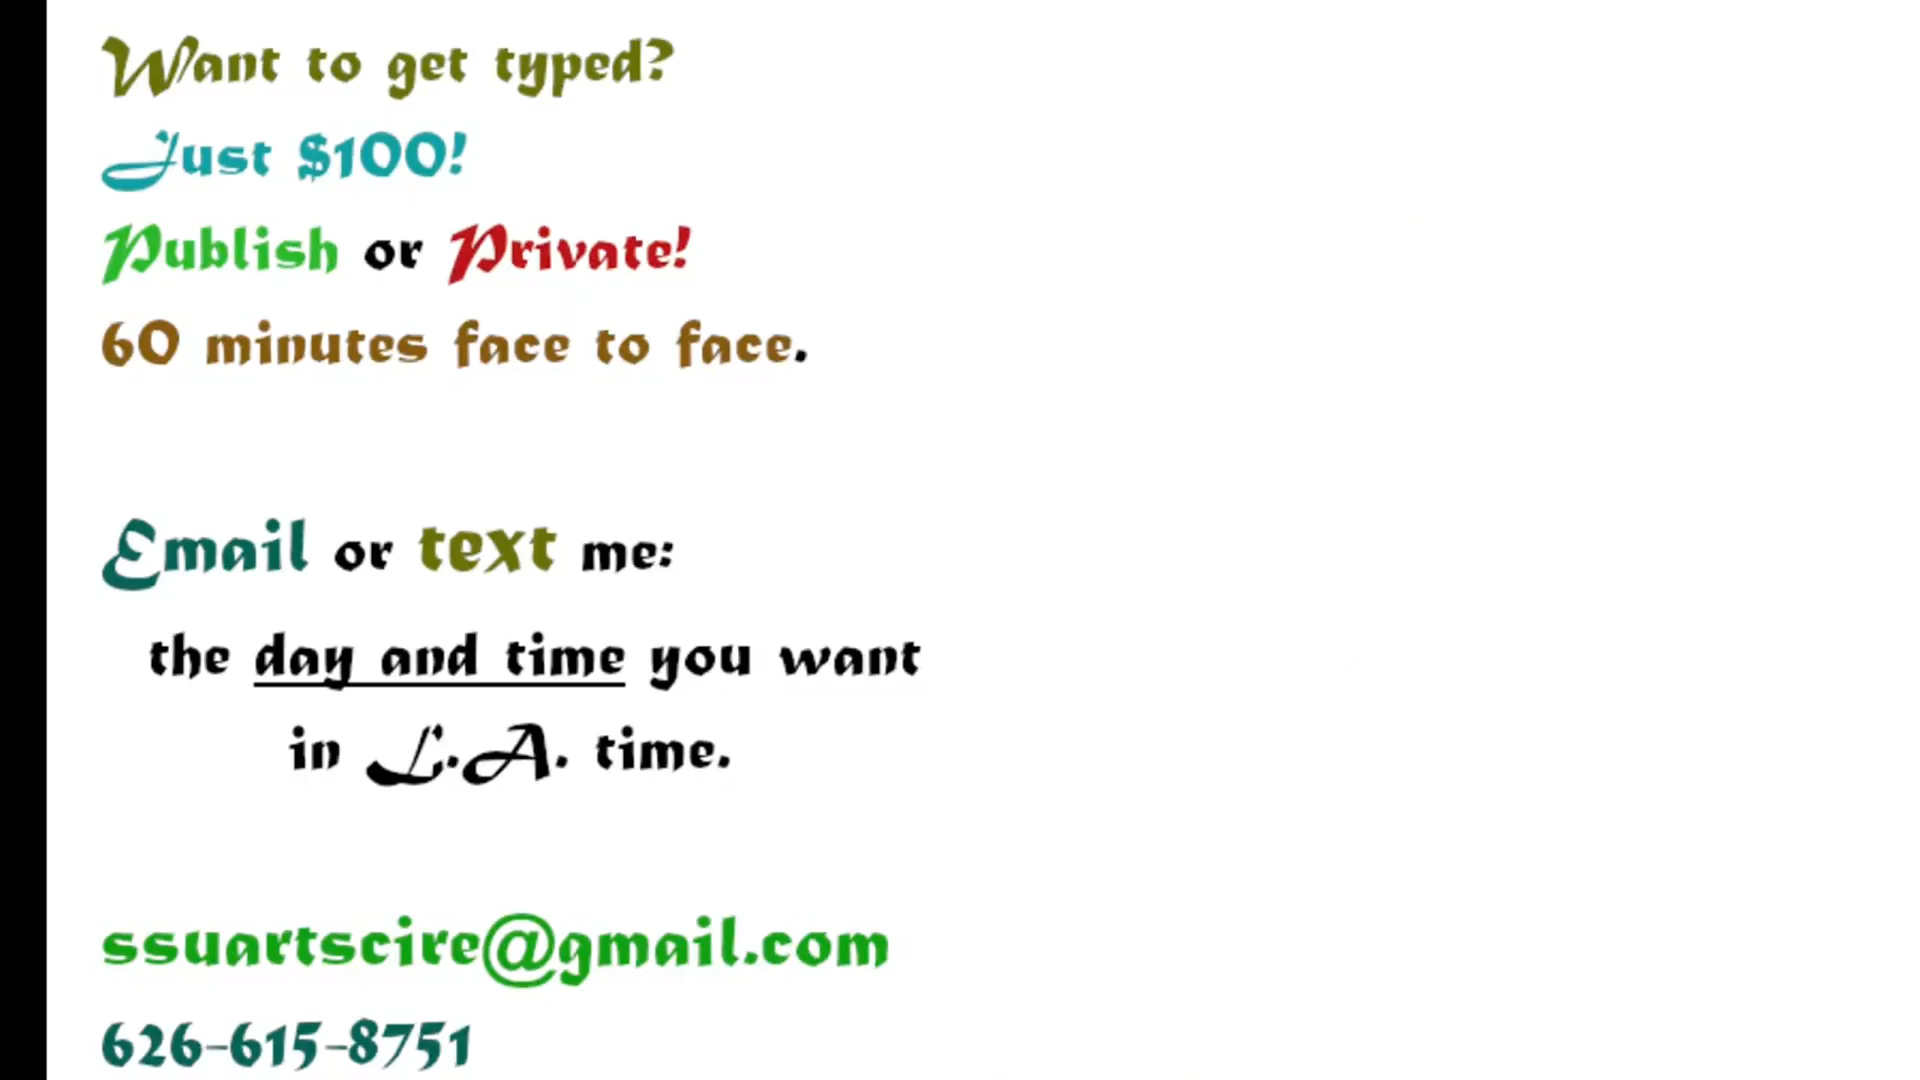 Want to get typed?
Just $100!
Publish or Private!
60 minutes face to face.
Email or text me:
the day and time you want
in L.A. time.
ssuartscire@gmail.com
626-615-8751